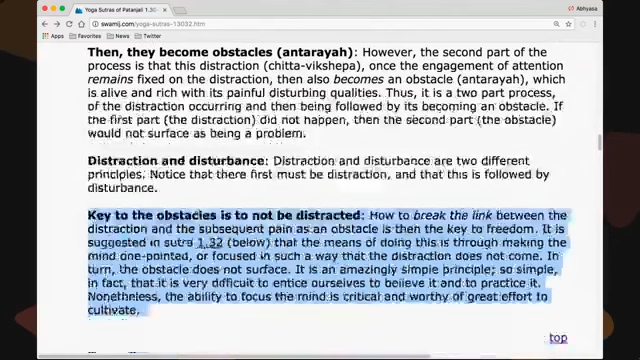 Yoga Sutras of Patanjali 1.30-
Abhyasa
swamij.com/yoga-sutras-13032.htm
Apps Favorites News Twitter
Then, they become obstacles (antarayah): However, the second part of the
process is that this distraction (chitta-vikshepa), once the engagement of attention
remains fixed on the distraction, then also becomes an obstacle (antarayah), which
is alive and rich with its painful disturbing qualities. Thus, it is a two part process,
of the distraction occurring and then being followed by its becoming an obstacle. If
the first part (the distraction) did not happen, then the second part (the obstacle)
would not surface as being a problem.
Distraction and disturbance: Distraction and disturbance are two different
principles. Notice that there first must be distraction, and that this is followed by
disturbance.
Key to the obstacles is to not be distracted: How to break the link between the
distraction and the subsequent pain as an obstacle is then the key to freedom. It is
suggested in sutra 1.32 (below) that the means of doing this is through making the
mind one-pointed, or focused in such a way that the distraction does not come. In
turn, the obstacle does not surface. It is an amazingly simple principle; so simple,
in fact, that it is very difficult to entice ourselves to believe it and to practice it.
Nonetheless, the ability to focus the mind is critical and worthy of great effort to
cultivate.
top